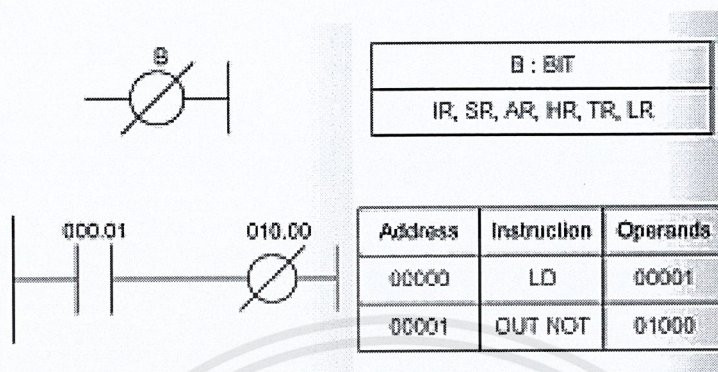 B
B : BIT
IR, SR, AR, HR, TR, LR
000.01 010.00
Address Instruction Operands
00000 LD 00001
00001 OUT NOT 01000